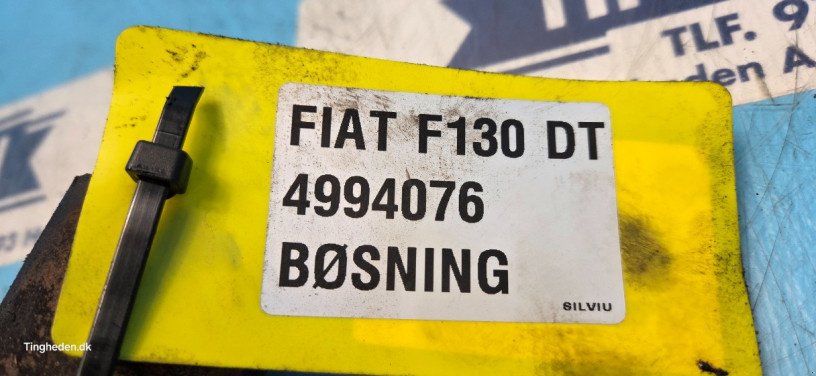 TLF. 9
den A
FIAT F130 DT
4994076
BØSNING
SILVIU
Tingheden.dk